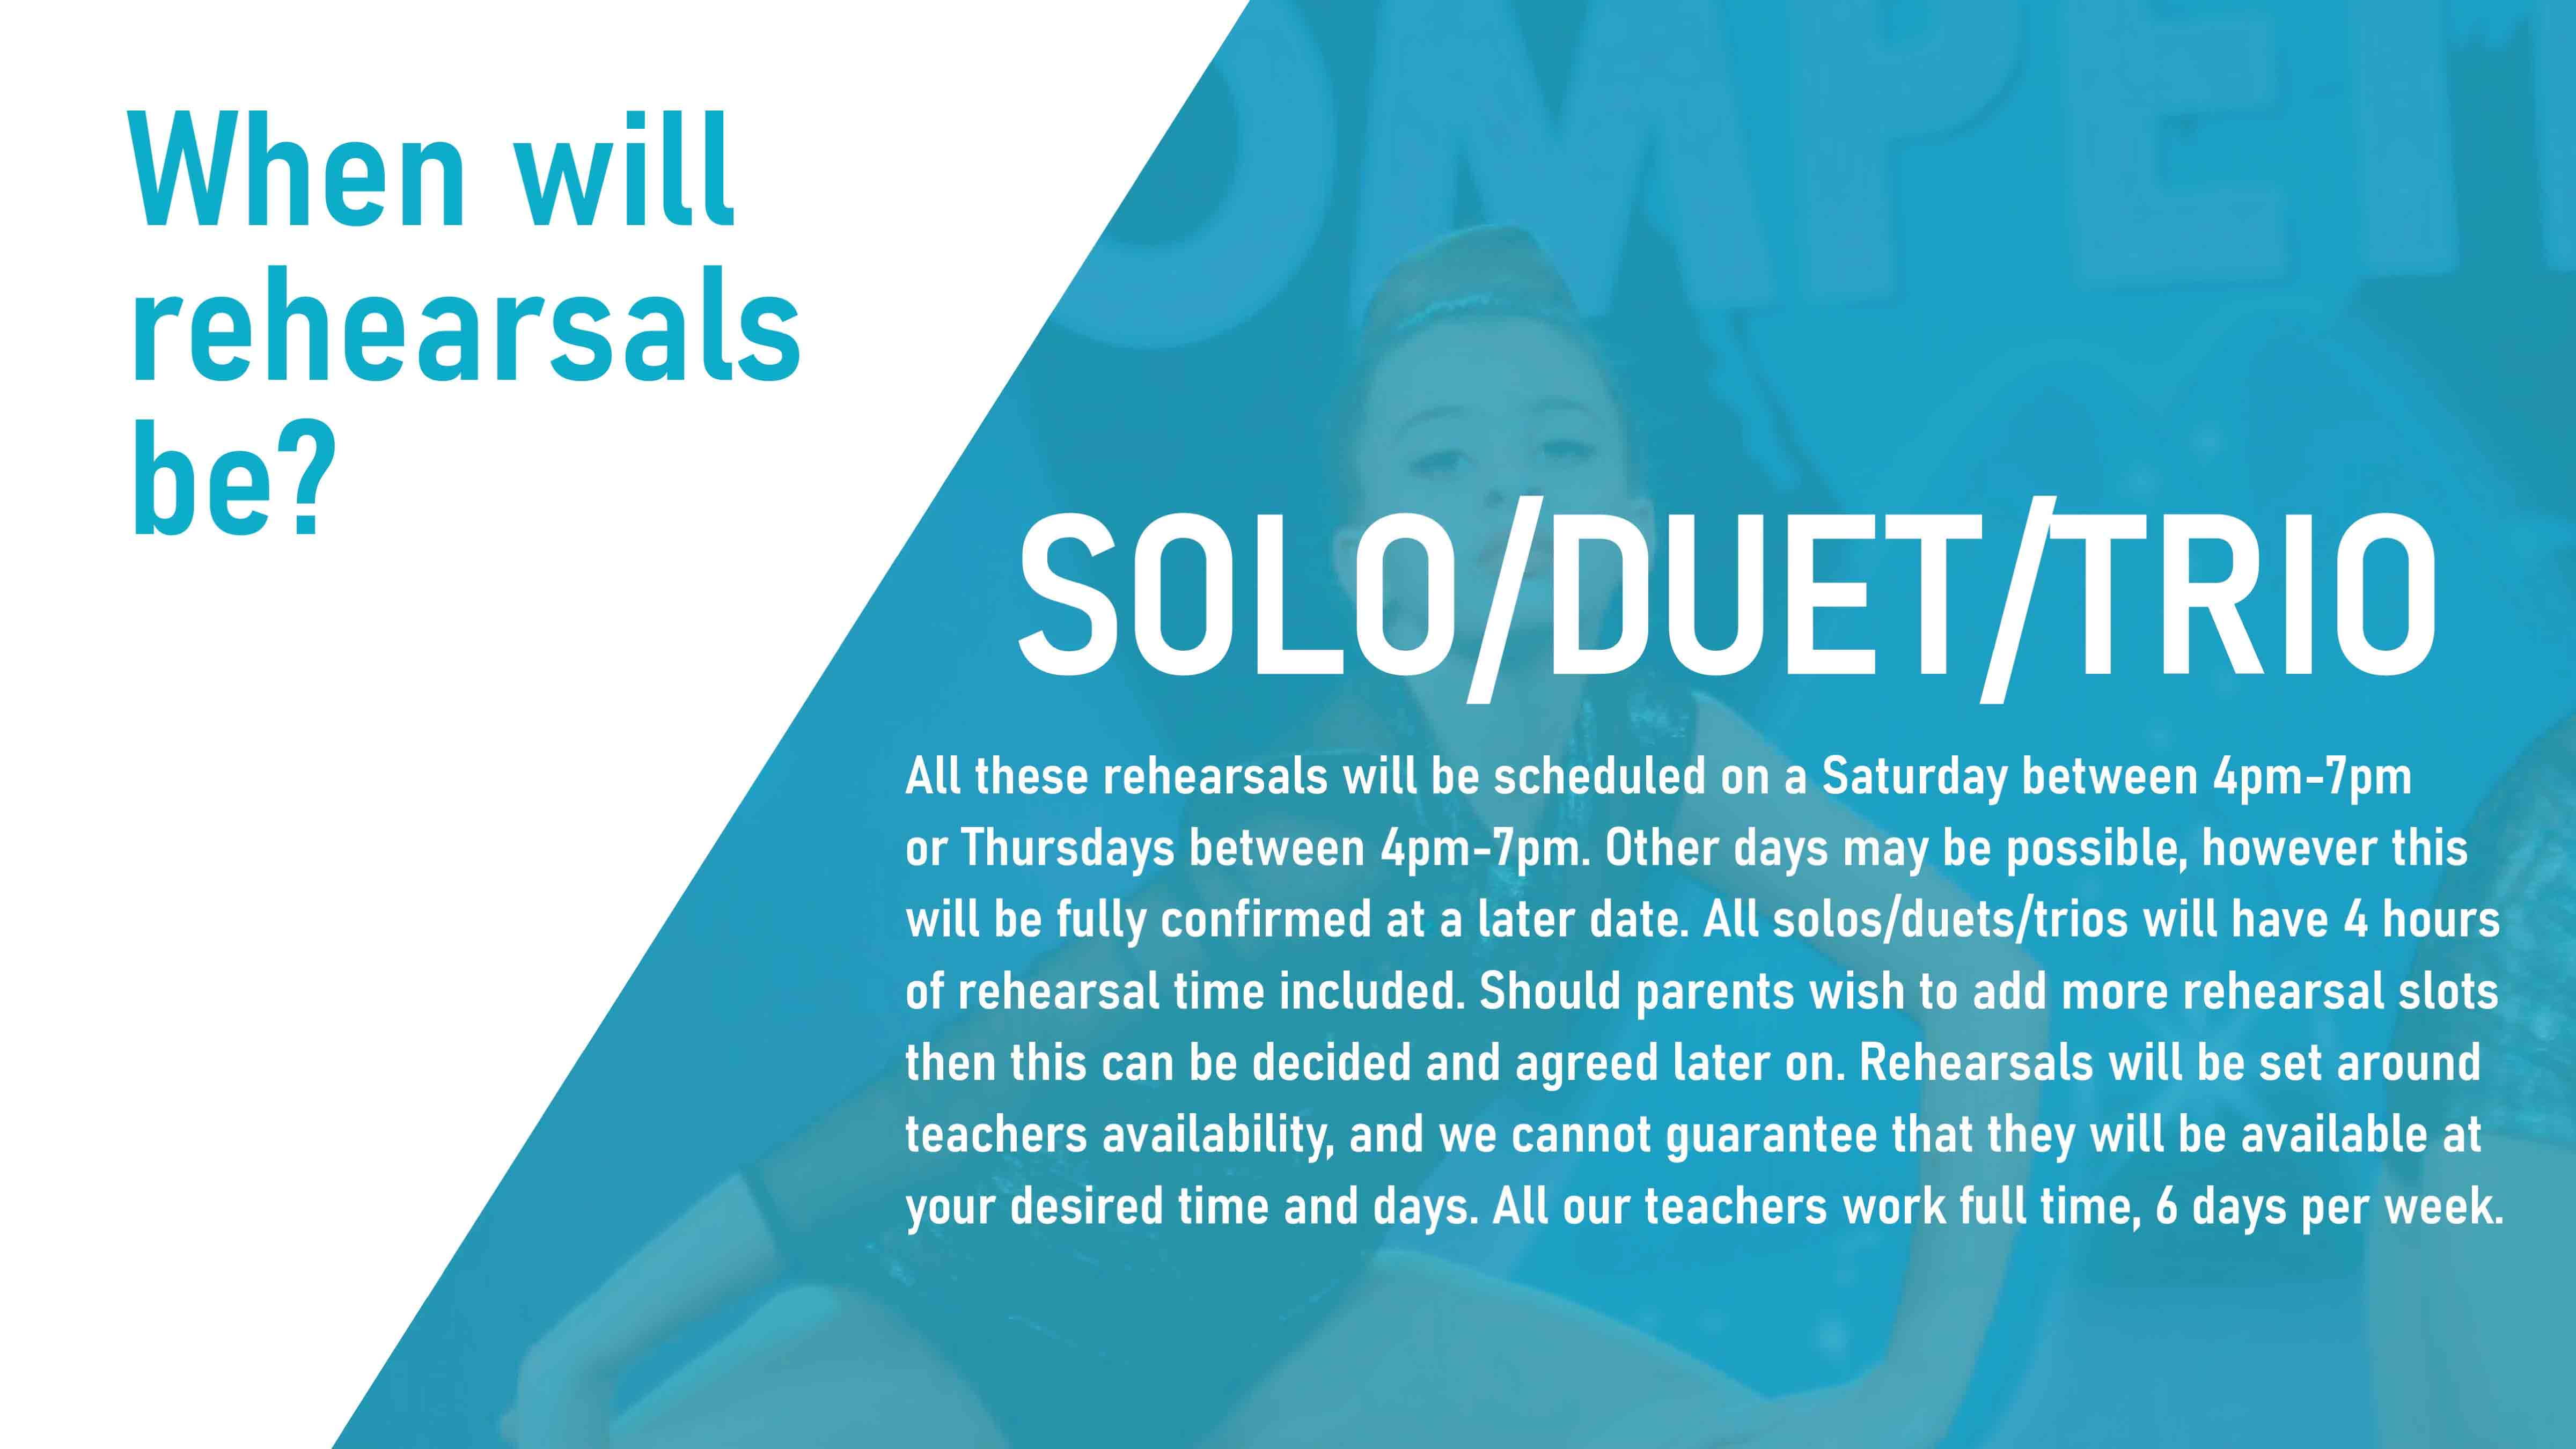 When will
rehearsals
be?
OMPETI
SOLO/DUET/TRIO
All these rehearsals will be scheduled on a Saturday between 4pm-7pm
or Thursdays between 4pm-7pm. Other days may be possible, however this
will be fully confirmed at a later date. All solos/duets/trios will have 4 hours
of rehearsal time included. Should parents wish to add more rehearsal slots
then this can be decided and agreed later on. Rehearsals will be set around
teachers availability, and we cannot guarantee that they will be available at
your desired time and days. All our teachers work full time, 6 days per week.